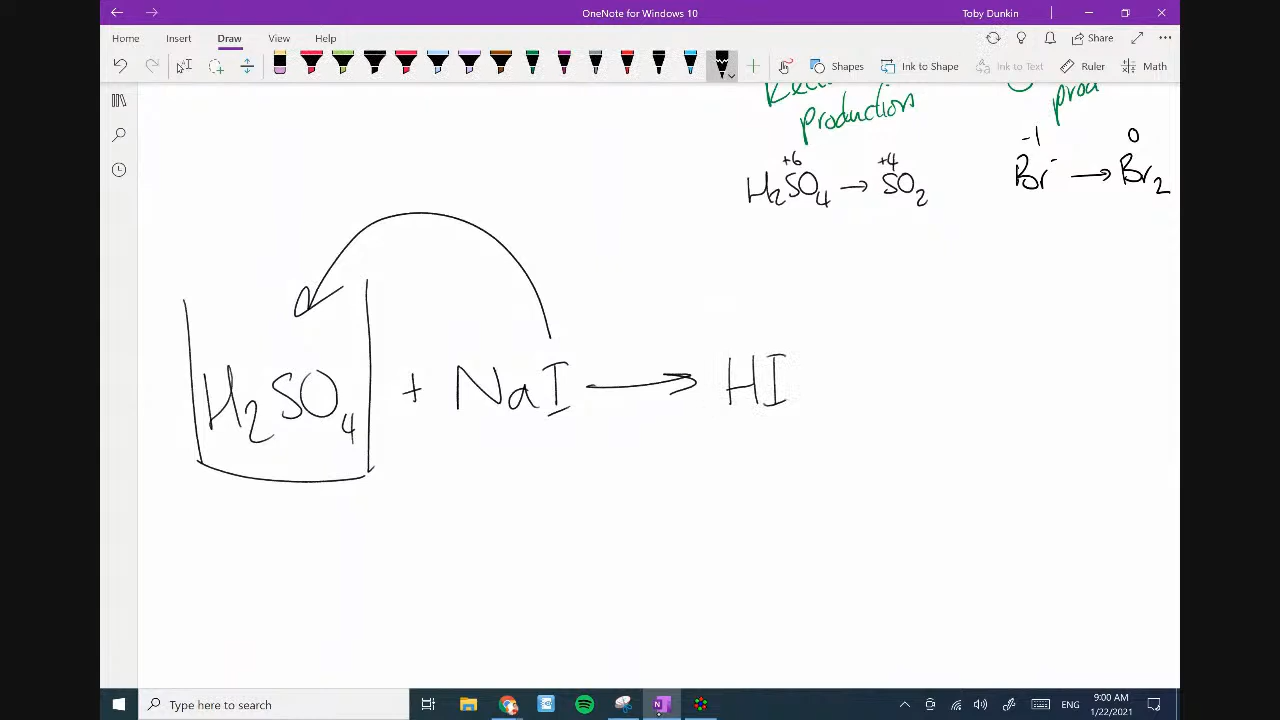 OneNote for Windows 10
Toby Dunkin
Home Insert Draw View Help
Share
Shapes Ink to Shape Ink to Text Ruler Math
production
prod
+6 +4
H₂SO₄ → SO₂
-1 0
Br⁻ → Br₂
H₂SO₄ + NaI → HI
Type here to search
ENG
9:00 AM
1/22/2021